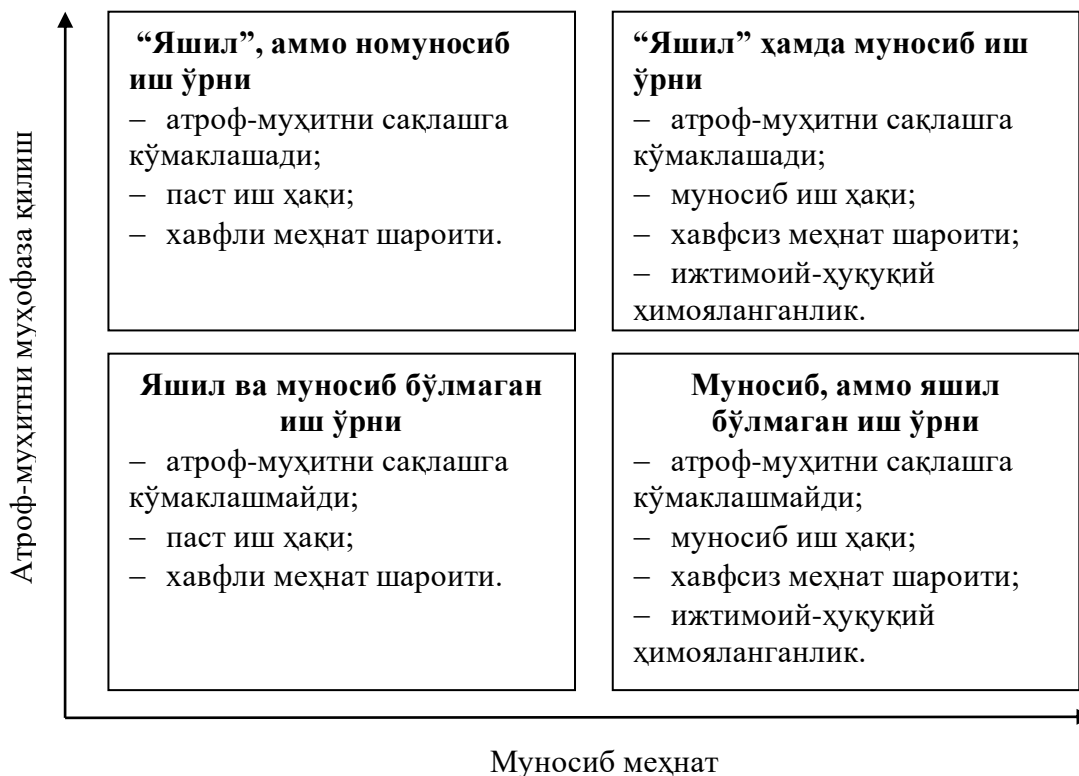 “Яшил”, аммо номуносиб
иш ўрни
– атроф-муҳитни сақлашга
кўмаклашади;
– паст иш ҳақи;
– хавфли меҳнат шароити.
“Яшил” ҳамда муносиб иш
ўрни
– атроф-муҳитни сақлашга
кўмаклашади;
– муносиб иш ҳақи;
– хавфсиз меҳнат шароити;
– ижтимоий-ҳуқуқий
ҳимояланганлик.
Яшил ва муносиб бўлмаган
иш ўрни
– атроф-муҳитни сақлашга
кўмаклашмайди;
– паст иш ҳақи;
– хавфли меҳнат шароити.
Муносиб, аммо яшил
бўлмаган иш ўрни
– атроф-муҳитни сақлашга
кўмаклашмайди;
– муносиб иш ҳақи;
– хавфсиз меҳнат шароити;
– ижтимоий-ҳуқуқий
ҳимояланганлик.
Атроф-муҳитни муҳофаза қилиш
Муносиб меҳнат